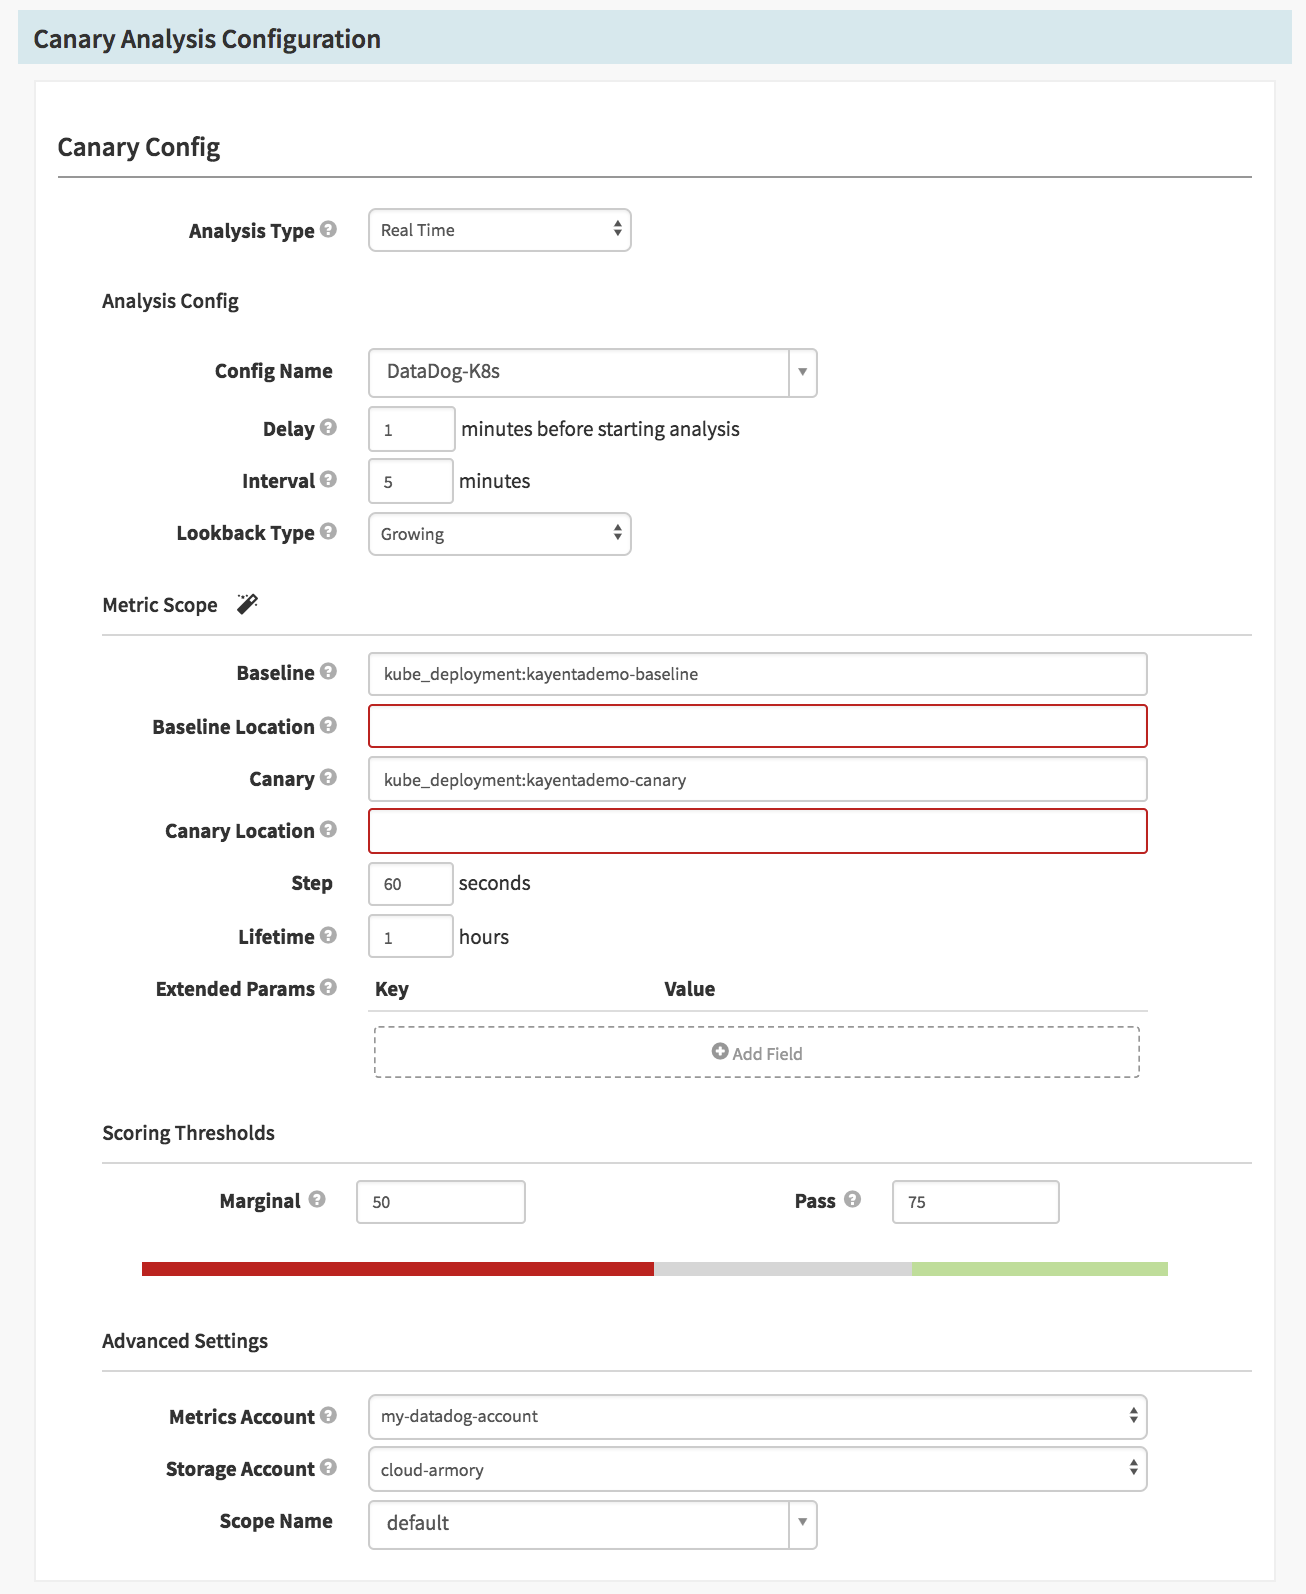 Canary Analysis Configuration
Canary Config
Analysis Type
Real Time
Analysis Config
Config Name
DataDog-K8s
Delay
1
minutes before starting analysis
Interval
5
minutes
Lookback Type
Growing
Metric Scope
Baseline
kube_deployment:kayentademo-baseline
Baseline Location
Canary
kube_deployment:kayentademo-canary
Canary Location
Step
60
seconds
Lifetime
1
hours
Extended Params
Key
Value
Add Field
Scoring Thresholds
Marginal
50
Pass
75
Advanced Settings
Metrics Account
my-datadog-account
Storage Account
cloud-armory
Scope Name
default